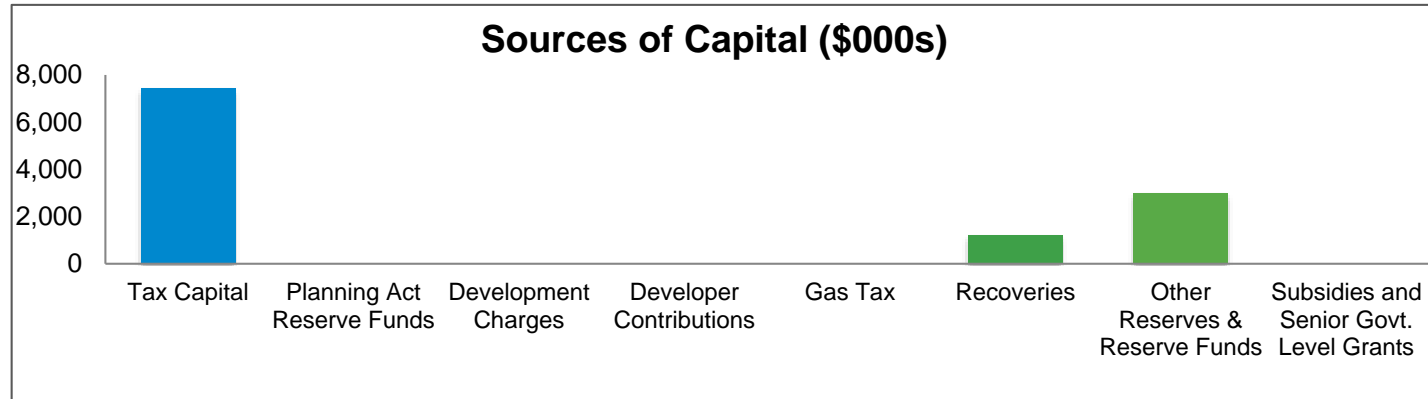 Sources of Capital ($000s)
8,000
6,000
4,000
2,000
0
Tax Capital
Planning Act
Reserve Funds
Development
Charges
Developer
Contributions
Gas Tax
Recoveries
Other
Reserves &
Reserve Funds
Subsidies and
Senior Govt.
Level Grants